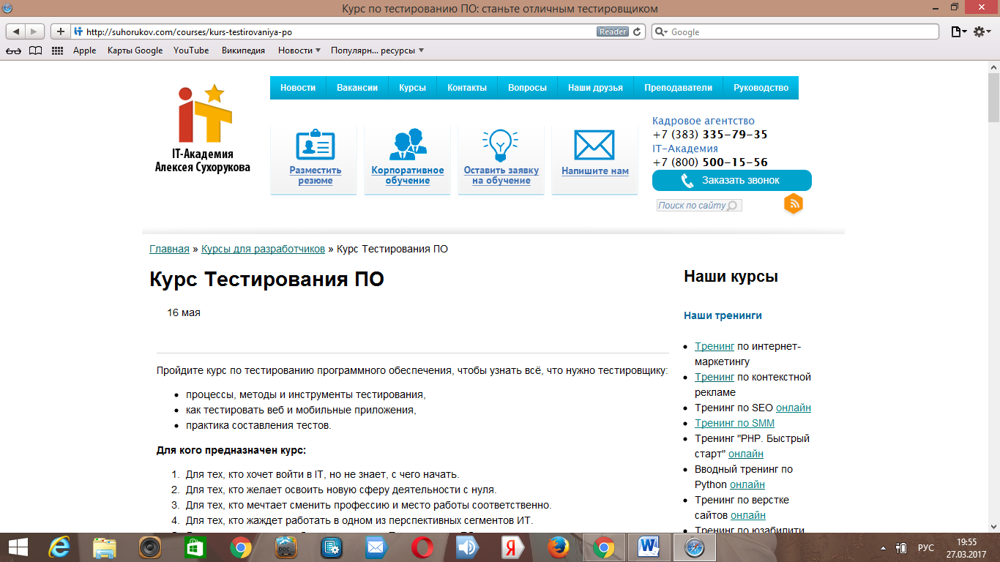 Курс по тестированию ПО: станьте отличным тестировщиком
http://suhorukov.com/courses/kurs-testirovaniya-po
Reader
Google
Apple
Карты Google
YouTube
Википедия
Новости
Популярн... ресурсы
iT
IT-Академия
Алексея Сухорукова
Новости
Вакансии
Курсы
Контакты
Вопросы
Наши друзья
Преподаватели
Руководство
Разместить
резюме
Корпоративное
обучение
Оставить заявку
на обучение
Напишите нам
Кадровое агентство
+7 (383) 335-79-35
IT-Академия
+7 (800) 500-15-56
Заказать звонок
Поиск по сайту
Главная » Курсы для разработчиков » Курс Тестирования ПО
Курс Тестирования ПО
16 мая
Пройдите курс по тестированию программного обеспечения, чтобы узнать всё, что нужно тестировщику:
• процессы, методы и инструменты тестирования,
• как тестировать веб и мобильные приложения,
• практика составления тестов.
Для кого предназначен курс:
1. Для тех, кто хочет войти в IT, но не знает, с чего начать.
2. Для тех, кто желает освоить новую сферу деятельности с нуля.
3. Для тех, кто мечтает сменить профессию и место работы соответственно.
4. Для тех, кто жаждет работать в одном из перспективных сегментов ИТ.
Наши курсы
Наши тренинги
• Тренинг по интернет-
маркетингу
• Тренинг по контекстной
рекламе
• Тренинг по SEO онлайн
• Тренинг по SMM
• Тренинг "PHP. Быстрый
старт" онлайн
• Вводный тренинг по
Python онлайн
• Тренинг по верстке
сайтов онлайн
• Тренинг по юзабилити
DOC
РУС
19:55
27.03.2017